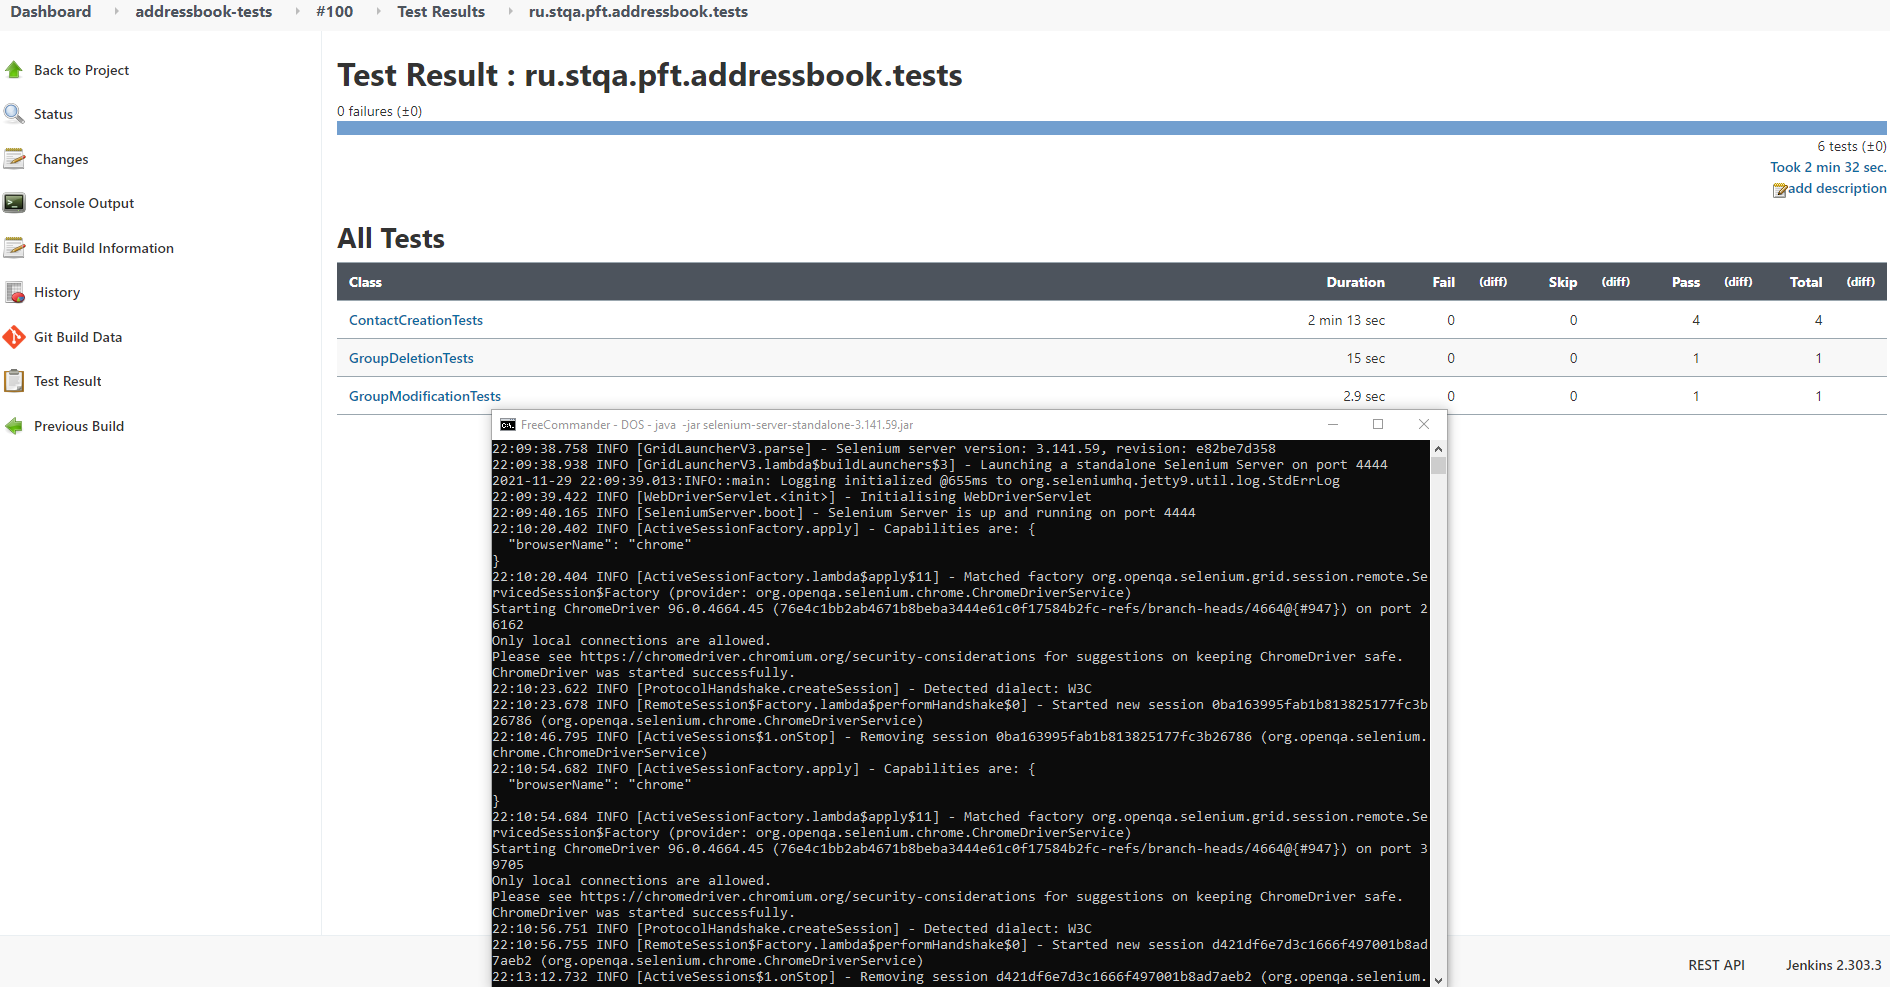 Dashboard addressbook-tests #100 Test Results ru.stqa.pft.addressbook.tests
Back to Project
Status
Changes
Console Output
Edit Build Information
History
Git Build Data
Test Result
Previous Build
Test Result : ru.stqa.pft.addressbook.tests
0 failures (±0)
6 tests (±0)
Took 2 min 32 sec.
add description
All Tests
Class Duration Fail (diff) Skip (diff) Pass (diff) Total (diff)
ContactCreationTests 2 min 13 sec 0 0 4 4
GroupDeletionTests 15 sec 0 0 1 1
GroupModificationTests 2.9 sec 0 0 1 1
FreeCommander - DOS - java -jar selenium-server-standalone-3.141.59.jar
22:09:38.758 INFO [GridLauncherV3.parse] - Selenium server version: 3.141.59, revision: e82be7d358
22:09:38.938 INFO [GridLauncherV3.lambda$buildLaunchers$3] - Launching a standalone Selenium Server on port 4444
2021-11-29 22:09:39.013:INFO::main: Logging initialized @655ms to org.seleniumhq.jetty9.util.log.StdErrLog
22:09:39.422 INFO [WebDriverServlet.<init>] - Initialising WebDriverServlet
22:09:40.165 INFO [SeleniumServer.boot] - Selenium Server is up and running on port 4444
22:10:20.402 INFO [ActiveSessionFactory.apply] - Capabilities are: {
"browserName": "chrome"
}
22:10:20.404 INFO [ActiveSessionFactory.lambda$apply$11] - Matched factory org.openqa.selenium.grid.session.remote.Se
rvicedSession$Factory (provider: org.openqa.selenium.chrome.ChromeDriverService)
Starting ChromeDriver 96.0.4664.45 (76e4c1bb2ab4671b8beba3444e61c0f17584b2fc-refs/branch-heads/4664@{#947}) on port 2
6162
Only local connections are allowed.
Please see https://chromedriver.chromium.org/security-considerations for suggestions on keeping ChromeDriver safe.
ChromeDriver was started successfully.
22:10:23.622 INFO [ProtocolHandshake.createSession] - Detected dialect: W3C
22:10:23.678 INFO [RemoteSession$Factory.lambda$performHandshake$0] - Started new session 0ba163995fab1b813825177fc3b
26786 (org.openqa.selenium.chrome.ChromeDriverService)
22:10:46.795 INFO [ActiveSessions$1.onStop] - Removing session 0ba163995fab1b813825177fc3b26786 (org.openqa.selenium.
chrome.ChromeDriverService)
22:10:54.682 INFO [ActiveSessionFactory.apply] - Capabilities are: {
"browserName": "chrome"
}
22:10:54.684 INFO [ActiveSessionFactory.lambda$apply$11] - Matched factory org.openqa.selenium.grid.session.remote.Se
rvicedSession$Factory (provider: org.openqa.selenium.chrome.ChromeDriverService)
Starting ChromeDriver 96.0.4664.45 (76e4c1bb2ab4671b8beba3444e61c0f17584b2fc-refs/branch-heads/4664@{#947}) on port 3
9705
Only local connections are allowed.
Please see https://chromedriver.chromium.org/security-considerations for suggestions on keeping ChromeDriver safe.
ChromeDriver was started successfully.
22:10:56.751 INFO [ProtocolHandshake.createSession] - Detected dialect: W3C
22:10:56.755 INFO [RemoteSession$Factory.lambda$performHandshake$0] - Started new session d421df6e7d3c1666f497001b8ad
7aeb2 (org.openqa.selenium.chrome.ChromeDriverService)
22:13:12.732 INFO [ActiveSessions$1.onStop] - Removing session d421df6e7d3c1666f497001b8ad7aeb2 (org.openqa.selenium.
REST API Jenkins 2.303.3